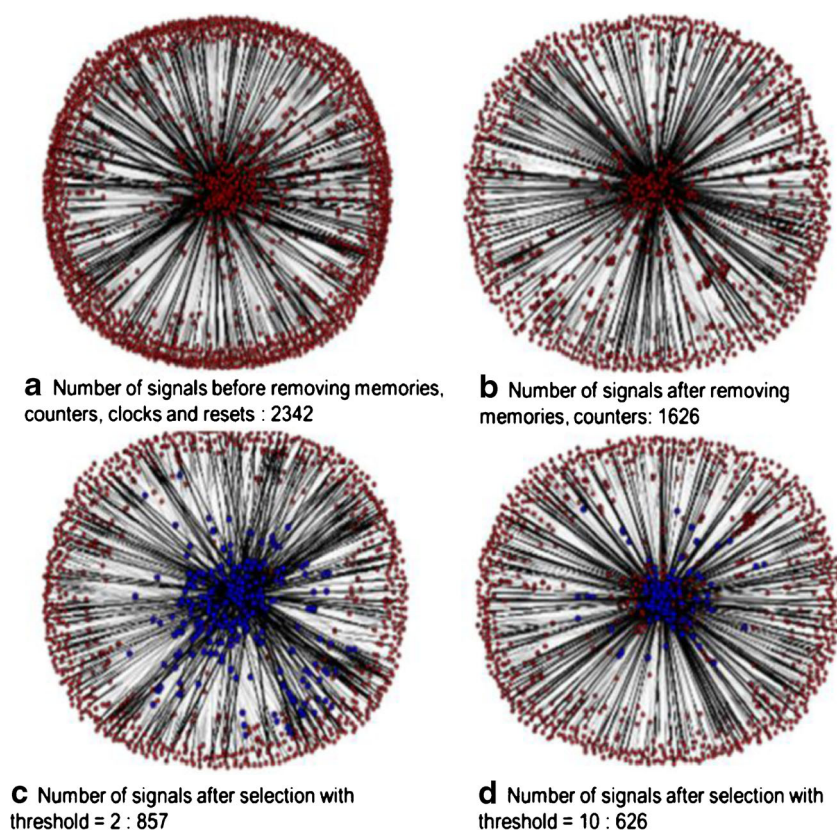 a Number of signals before removing memories,
counters, clocks and resets : 2342
b Number of signals after removing
memories, counters: 1626
c Number of signals after selection with
threshold = 2 : 857
d Number of signals after selection with
threshold = 10 : 626